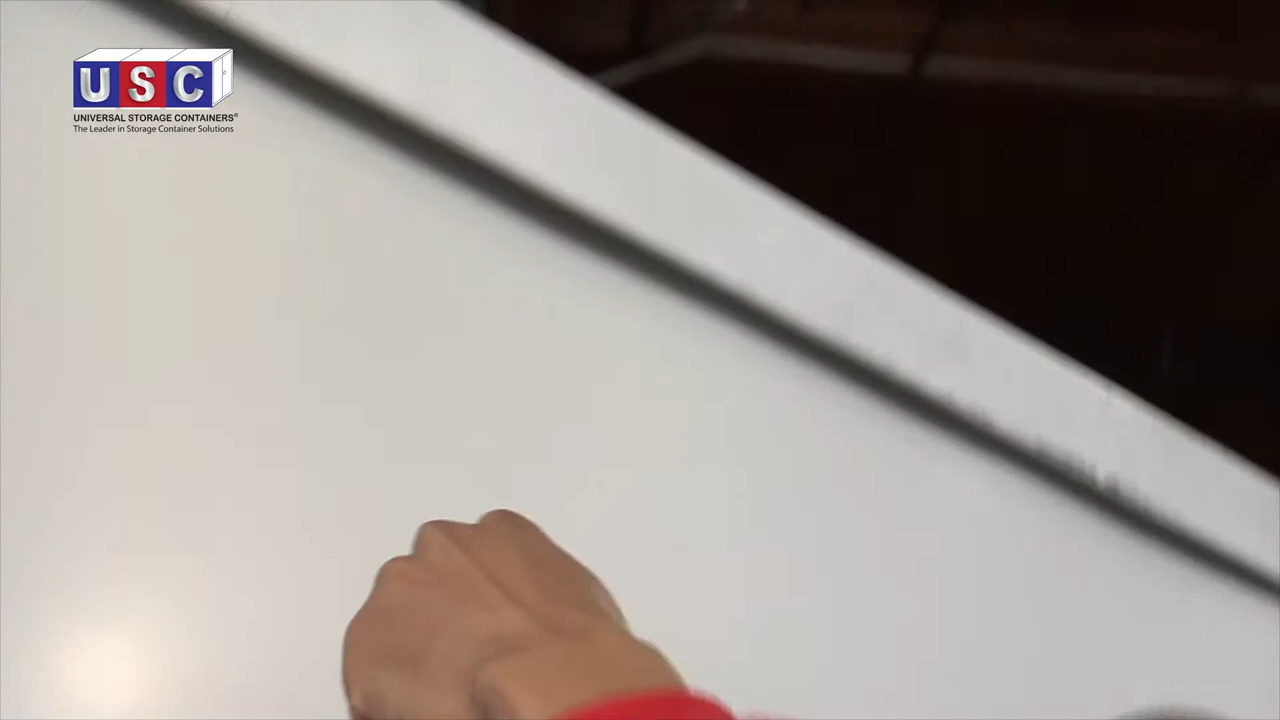 USC
UNIVERSAL STORAGE CONTAINERS®
The Leader in Storage Container Solutions